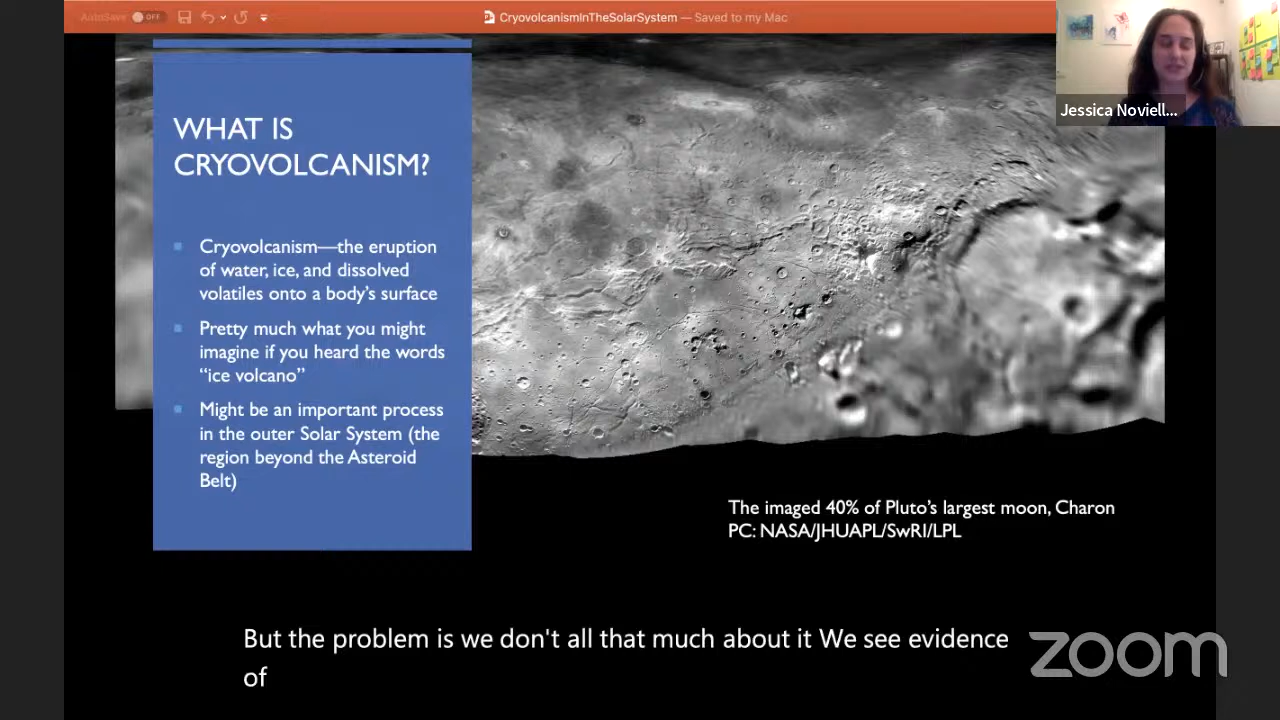 AutoSave OFF
CryovolcanismInTheSolarSystem — Saved to my Mac
Jessica Noviell...
WHAT IS
CRYOVOLCANISM?
Cryovolcanism—the eruption
of water, ice, and dissolved
volatiles onto a body's surface
Pretty much what you might
imagine if you heard the words
“ice volcano”
Might be an important process
in the outer Solar System (the
region beyond the Asteroid
Belt)
The imaged 40% of Pluto's largest moon, Charon
PC: NASA/JHUAPL/SwRI/LPL
But the problem is we don't all that much about it We see evidence
of
zoom